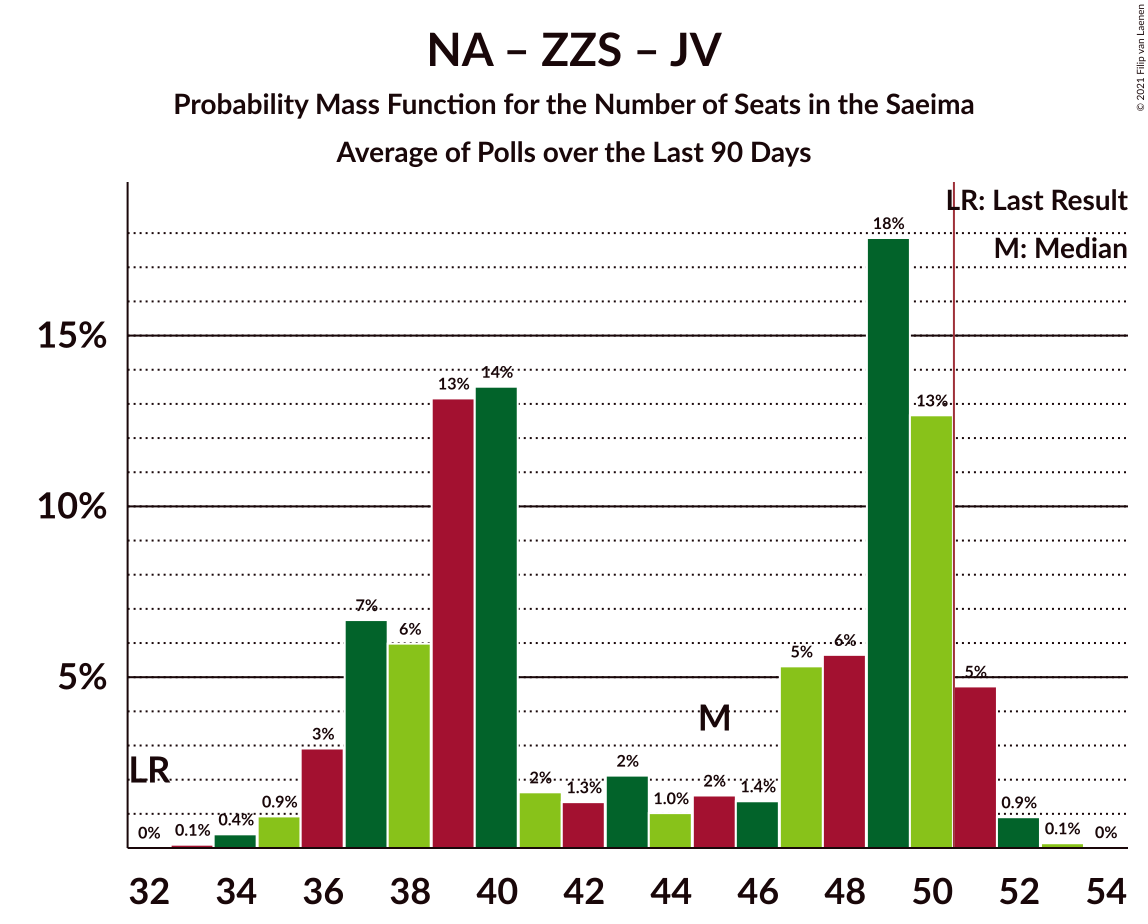 NA – ZZS – JV
Probability Mass Function for the Number of Seats in the Saeima
Average of Polls over the Last 90 Days
© 2021 Filip van Laenen
LR: Last Result
M: Median
15%
10%
5%
LR
M
0%
0.1%
0.4%
0.9%
3%
7%
6%
13%
14%
2%
1.3%
2%
1.0%
2%
1.4%
5%
6%
18%
13%
5%
0.9%
0.1%
0%
32 34 36 38 40 42 44 46 48 50 52 54